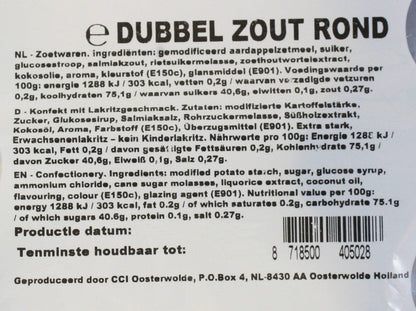 ℮ DUBBEL ZOUT ROND
NL - Zoetwaren. ingrediënten: gemodificeerd aardappelzetmeel, suiker,
glucosestroop, salmiakzout, rietsuikermelasse, zoethoutwortelextract,
kokosolie, aroma, kleurstof (E150c), glansmiddel (E901). Voedingswaarde per
100g: energie 1288 kJ / 303 kcal, vetten 0,2g / waarvan verzadigde vetzuren
0,2g, koolhydraten 75,1g / waarvan suikers 40,6g, eiwitten 0,1g, zout 0,27g.
D - Konfekt mit Lakritzgeschmack. Zutaten: modifizierte Kartoffelstärke,
Zucker, Glukosesirup, Salmiaksalz, Rohrzuckermelasse, Süßholzextrakt,
Kokosöl, Aroma, Farbstoff (E150c), Überzugsmittel (E901). Extra stark,
Erwachsenenlakritz – kein Kinderlakritz. Nährwerte pro 100g: Energie 1288 kJ
/ 303 kcal, Fett 0,2g / davon gesättigte Fettsäuren 0,2g, Kohlenhydrate 75,1g /
davon Zucker 40,6g, Eiweiß 0,1g, Salz 0,27g.
EN - Confectionery. Ingredients: modified potato starch, sugar, glucose syrup,
ammonium chloride, cane sugar molasses, liquorice extract, coconut oil,
flavouring, colour (E150c), glazing agent (E901). Nutritional value per 100g:
energy 1288 kJ / 303 kcal, fat 0.2g / of which saturates 0.2g, carbohydrate 75.1g
/ of which sugars 40.6g, protein 0.1g, salt 0.27g.
Productie datum:
Tenminste houdbaar tot:
8 718500 405028
Geproduceerd door CCI Oosterwolde, P.O.Box 4, NL-8430 AA Oosterwolde Holland